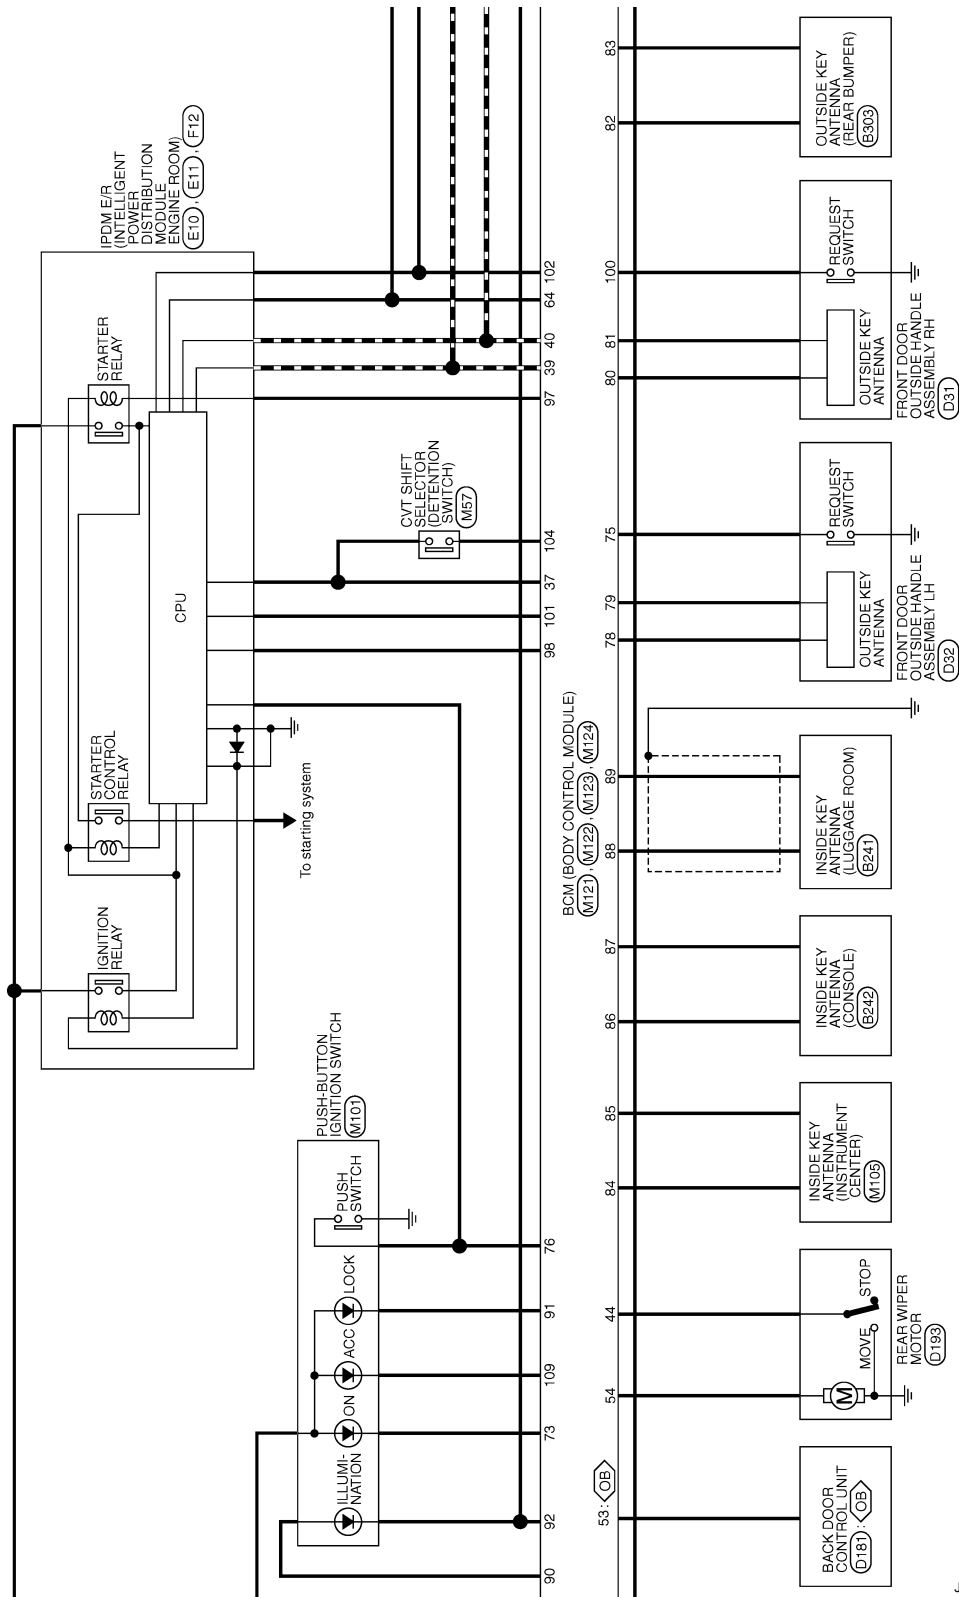 IPDM E/R
(INTELLIGENT
POWER
DISTRIBUTION
MODULE
ENGINE ROOM)
E10 , E11 , F12
IGNITION
RELAY
STARTER
CONTROL
RELAY
STARTER
RELAY
CPU
To starting system
PUSH-BUTTON
IGNITION SWITCH
M101
ILLUMI-
NATION
ON
ACC
LOCK
PUSH
SWITCH
CVT SHIFT
SELECTOR
(DETENTION
SWITCH)
M57
90
92
73
109
91
76
98
101
37
104
97
39
40
64
102
BCM (BODY CONTROL MODULE)
M121 , M122 , M123 , M124
53: OB
54
44
84
85
86
87
88
89
78
79
75
80
81
100
82
83
BACK DOOR
CONTROL UNIT
D181 : OB
M
MOVE
STOP
REAR WIPER
MOTOR
D193
INSIDE KEY
ANTENNA
(INSTRUMENT
CENTER)
M105
INSIDE KEY
ANTENNA
(CONSOLE)
B242
INSIDE KEY
ANTENNA
(LUGGAGE ROOM)
B241
OUTSIDE KEY
ANTENNA
REQUEST
SWITCH
FRONT DOOR
OUTSIDE HANDLE
ASSEMBLY LH
D32
OUTSIDE KEY
ANTENNA
REQUEST
SWITCH
FRONT DOOR
OUTSIDE HANDLE
ASSEMBLY RH
D31
OUTSIDE KEY
ANTENNA
(REAR BUMPER)
B303